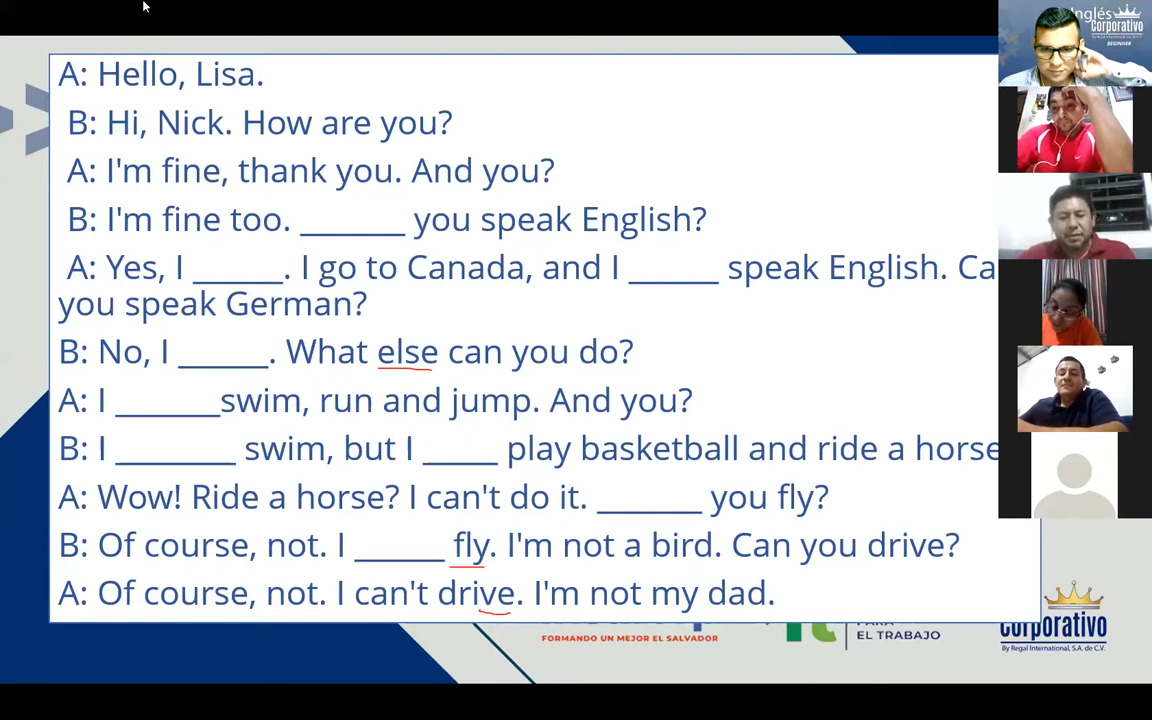 A: Hello, Lisa.
B: Hi, Nick. How are you?
A: I'm fine, thank you. And you?
B: I'm fine too. _______ you speak English?
A: Yes, I ______. I go to Canada, and I ______ speak English. Ca
you speak German?
B: No, I ______. What else can you do?
A: I _______swim, run and jump. And you?
B: I ________ swim, but I _____ play basketball and ride a horse
A: Wow! Ride a horse? I can't do it. _______ you fly?
B: Of course, not. I ______ fly. I'm not a bird. Can you drive?
A: Of course, not. I can't drive. I'm not my dad.
FORMANDO UN MEJOR EL SALVADOR
EL TRABAJO
Corporativo
By Regal International, S.A. de C.V.
Inglés
Corporativo
BEGINNER